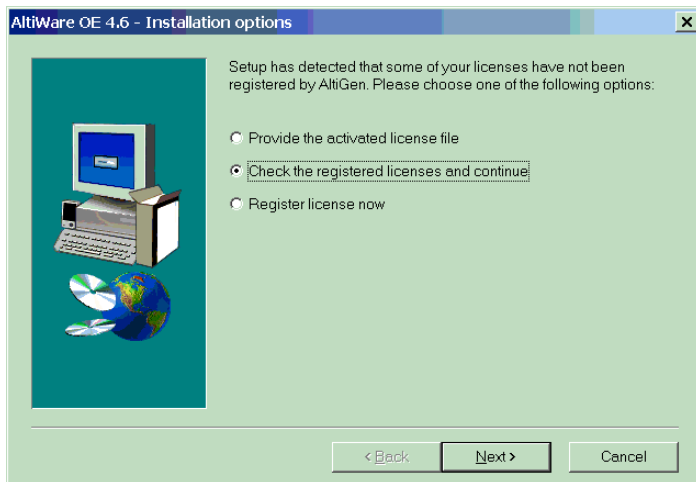 AltiWare OE 4.6 - Installation options
Setup has detected that some of your licenses have not been
registered by AltiGen. Please choose one of the following options:
Provide the activated license file
Check the registered licenses and continue
Register license now
< Back Next > Cancel